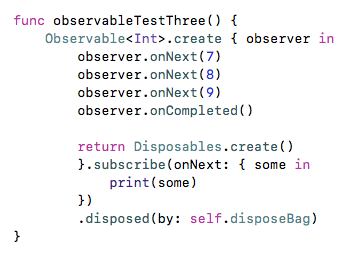 func observableTestThree() {
    Observable<Int>.create { observer in
        observer.onNext(7)
        observer.onNext(8)
        observer.onNext(9)
        observer.onCompleted()

        return Disposables.create()
        }.subscribe(onNext: { some in
            print(some)
        })
        .disposed(by: self.disposeBag)
}